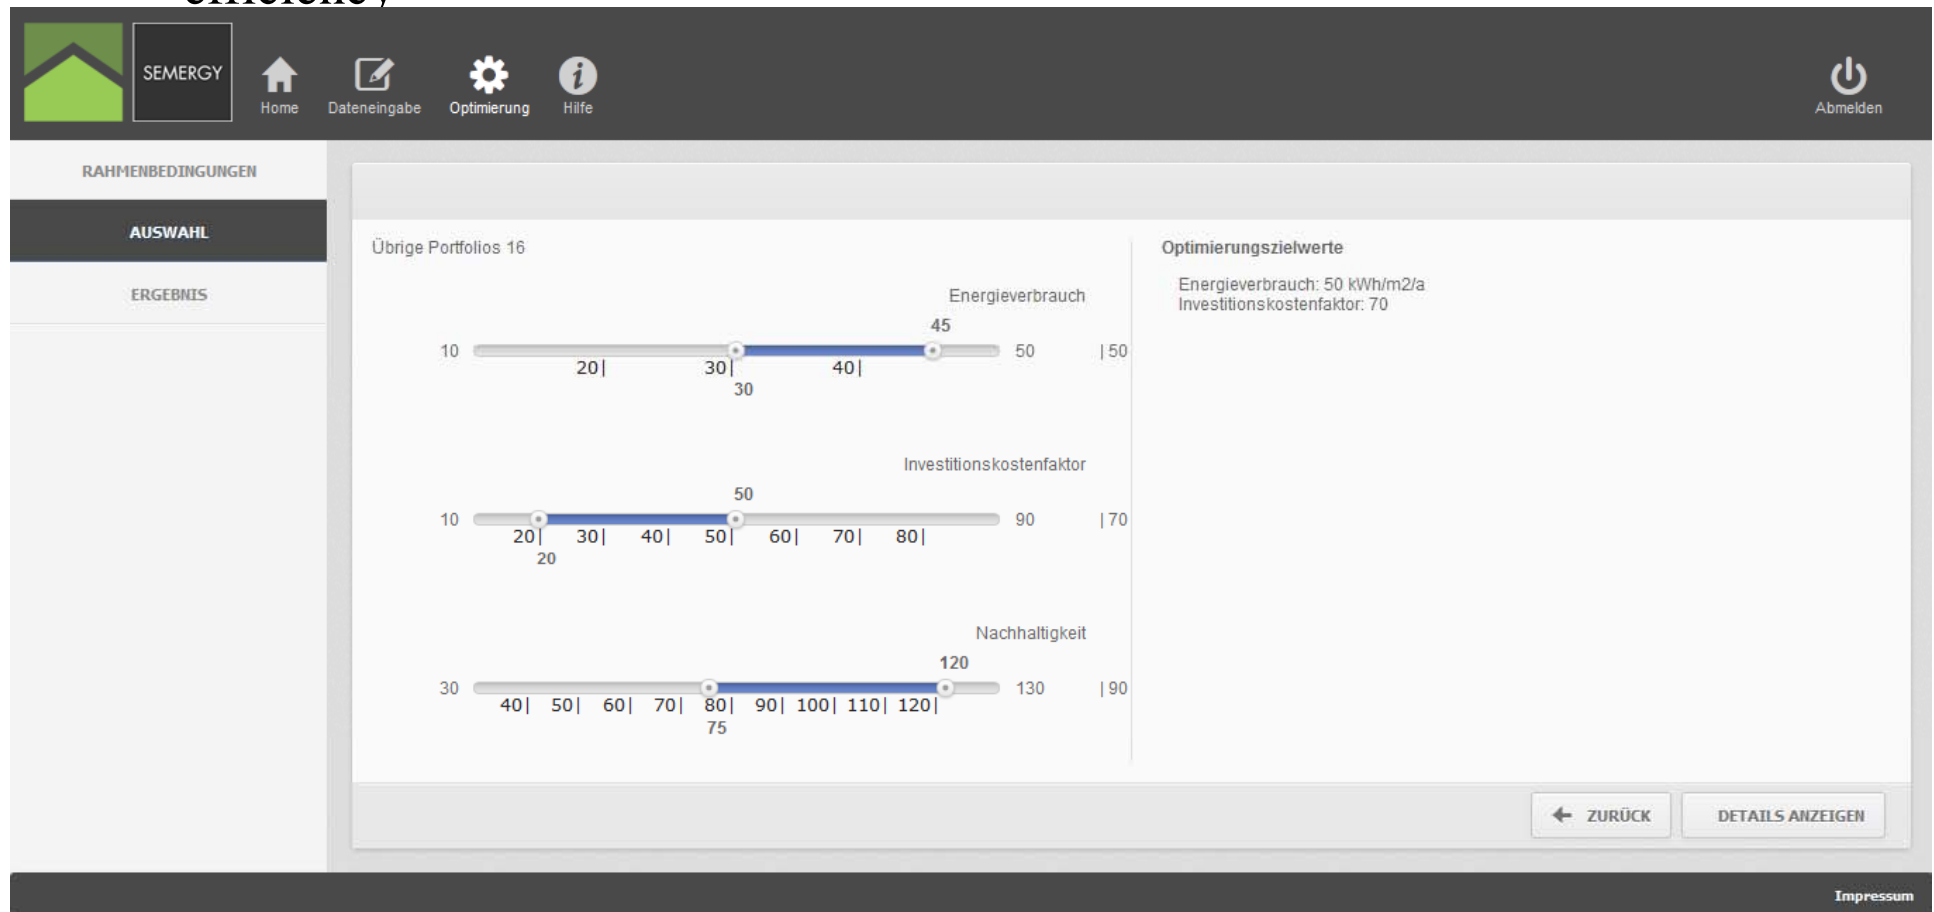 efficiency
SEMERGY
Home
Dateneingabe
Optimierung
Hilfe
Abmelden
RAHMENBEDINGUNGEN
AUSWAHL
ERGEBNIS
Übrige Portfolios 16
Energieverbrauch
45
10 50 |50
20| 30| 40|
30
Investitionskostenfaktor
50
10 90 |70
20| 30| 40| 50| 60| 70| 80|
20
Nachhaltigkeit
120
30 130 |90
40| 50| 60| 70| 80| 90| 100| 110| 120|
75
Optimierungszielwerte
Energieverbrauch: 50 kWh/m2/a
Investitionskostenfaktor: 70
ZURÜCK
DETAILS ANZEIGEN
Impressum